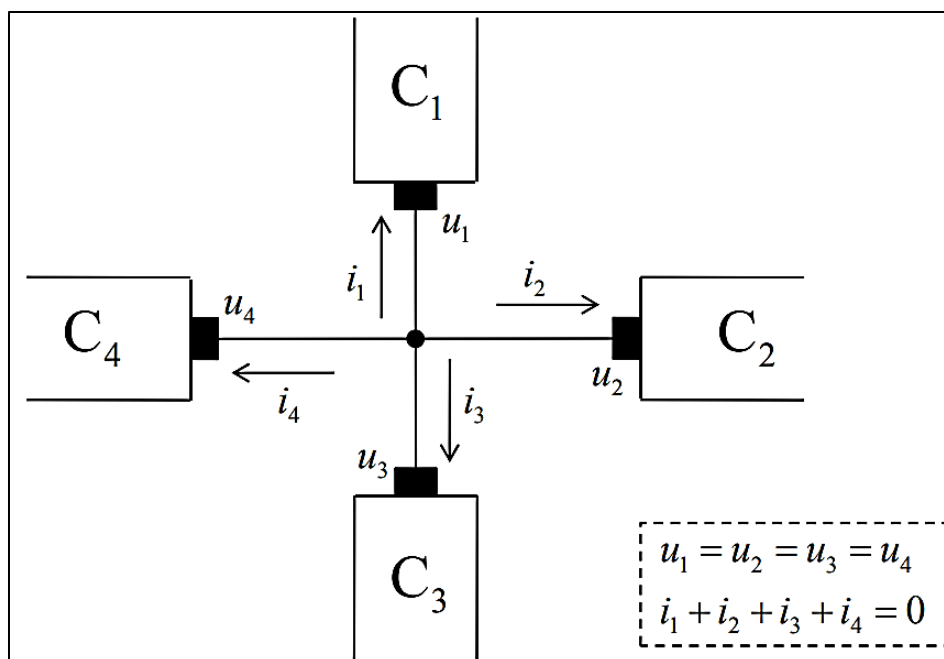 C₁
u₁
i₁
i₂
u₄
C₄
C₂
u₂
i₄
i₃
u₃
C₃
u₁ = u₂ = u₃ = u₄
i₁ + i₂ + i₃ + i₄ = 0